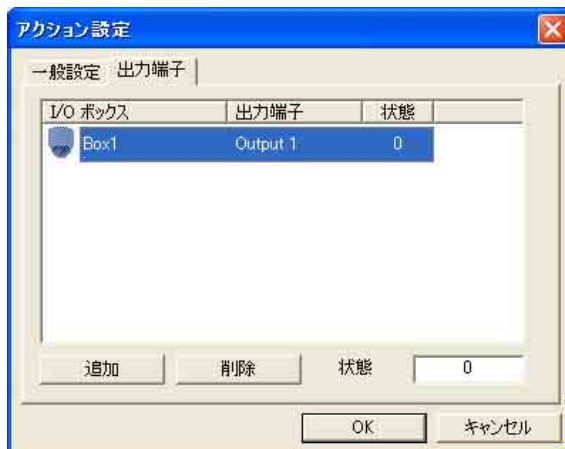 アクション設定
一般設定 出力端子
I/O ボックス 出力端子 状態
Box1 Output 1 0
追加 削除 状態 0
OK キャンセル